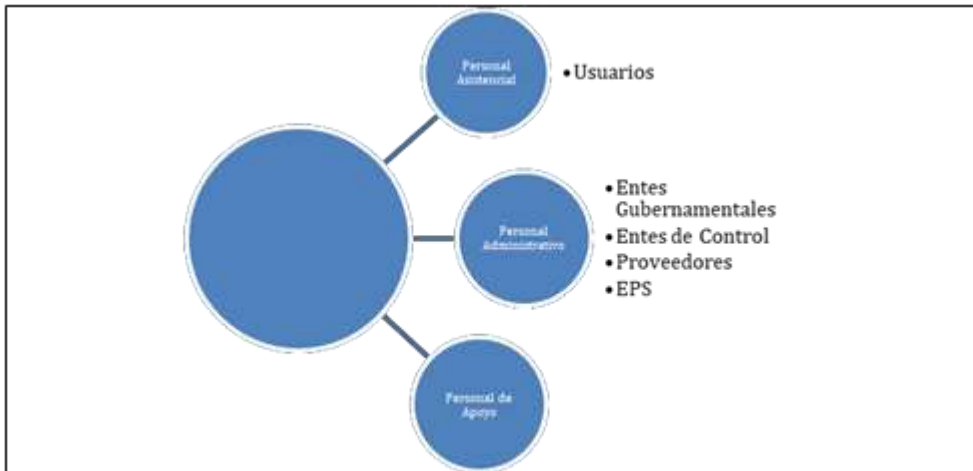 Personal
Asistencial
•Usuarios
Personal
Administrativo
•Entes
Gubernamentales
•Entes de Control
•Proveedores
•EPS
Personal de
Apoyo